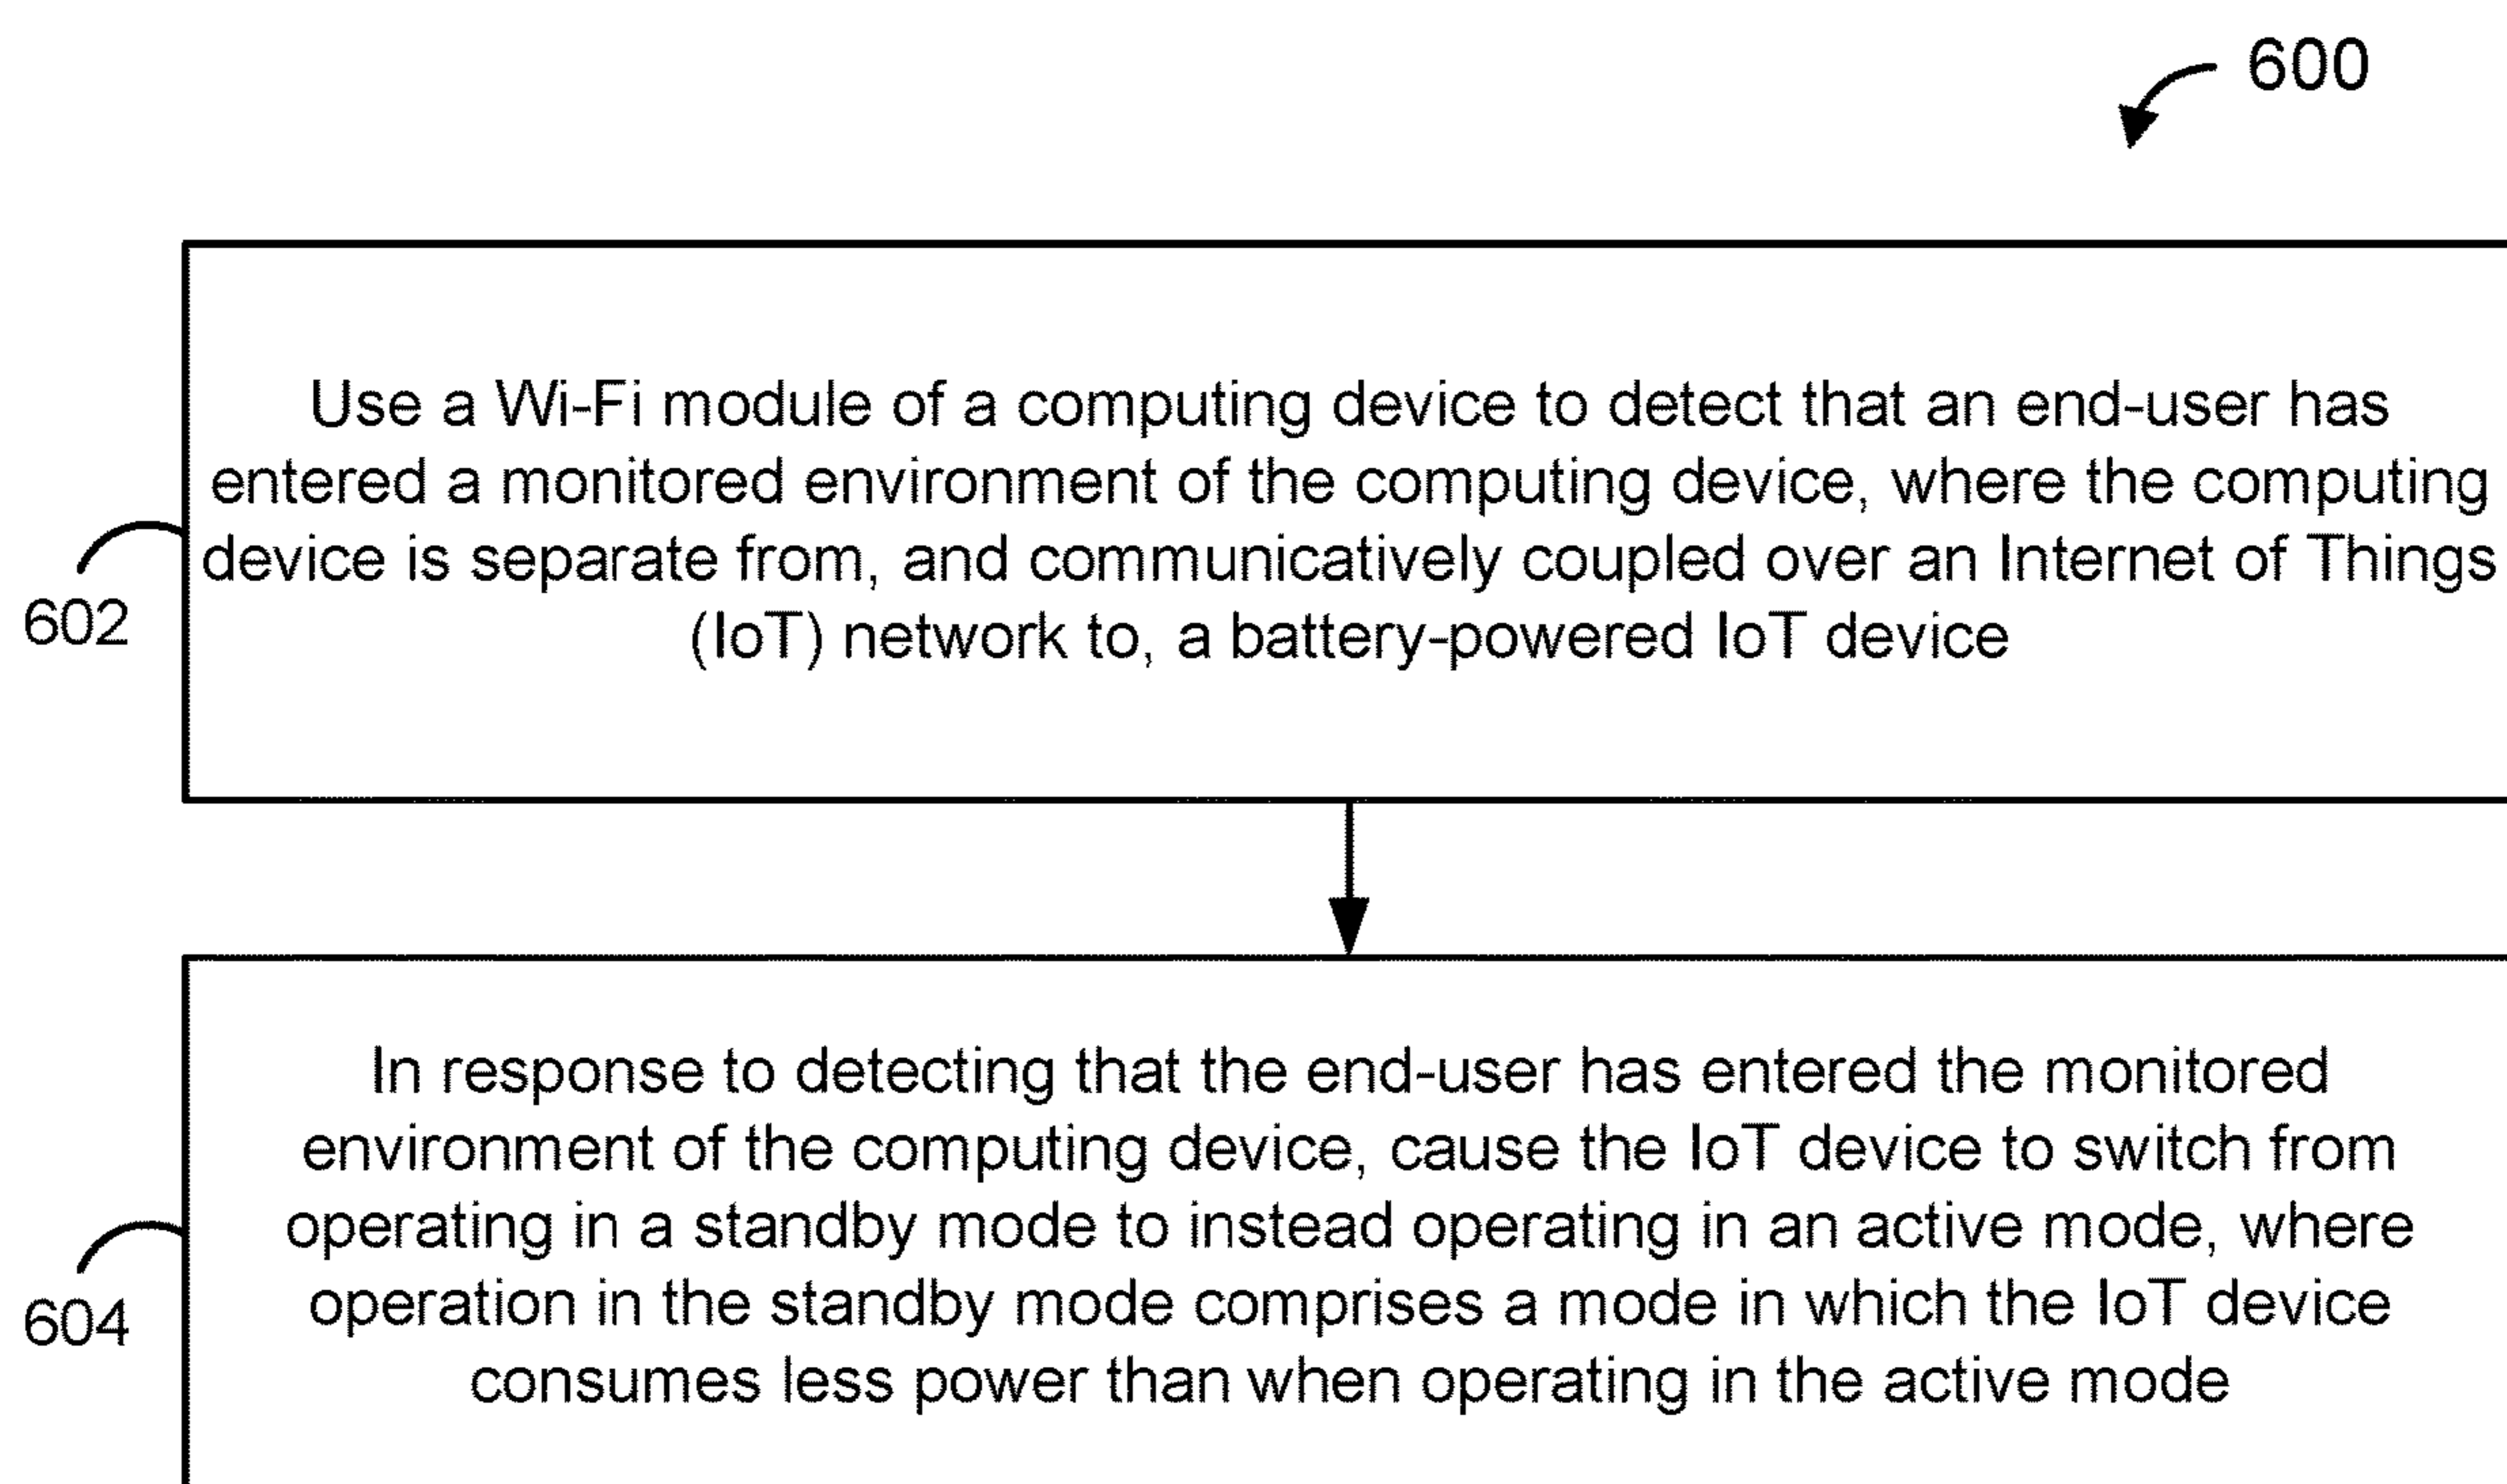 600
Use a Wi-Fi module of a computing device to detect that an end-user has
entered a monitored environment of the computing device, where the computing
device is separate from, and communicatively coupled over an Internet of Things
(IoT) network to, a battery-powered IoT device
602
In response to detecting that the end-user has entered the monitored
environment of the computing device, cause the IoT device to switch from
operating in a standby mode to instead operating in an active mode, where
operation in the standby mode comprises a mode in which the IoT device
consumes less power than when operating in the active mode
604